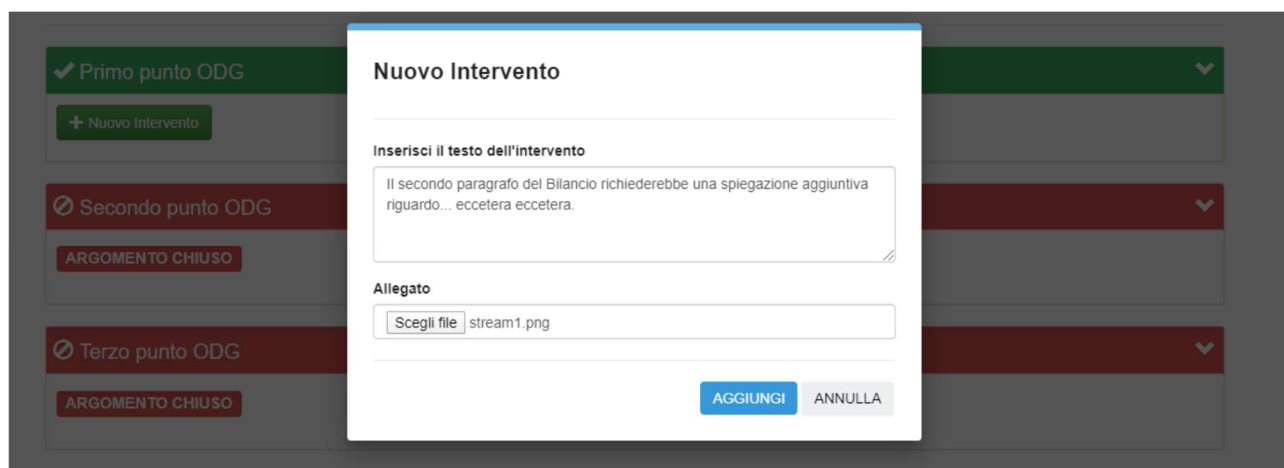 Primo punto ODG
Nuovo Intervento
Secondo punto ODG
ARGOMENTO CHIUSO
Terzo punto ODG
ARGOMENTO CHIUSO
Nuovo Intervento
Inserisci il testo dell'intervento
Il secondo paragrafo del Bilancio richiederebbe una spiegazione aggiuntiva
riguardo... eccetera eccetera.
Allegato
Scegli file stream1.png
AGGIUNGI ANNULLA